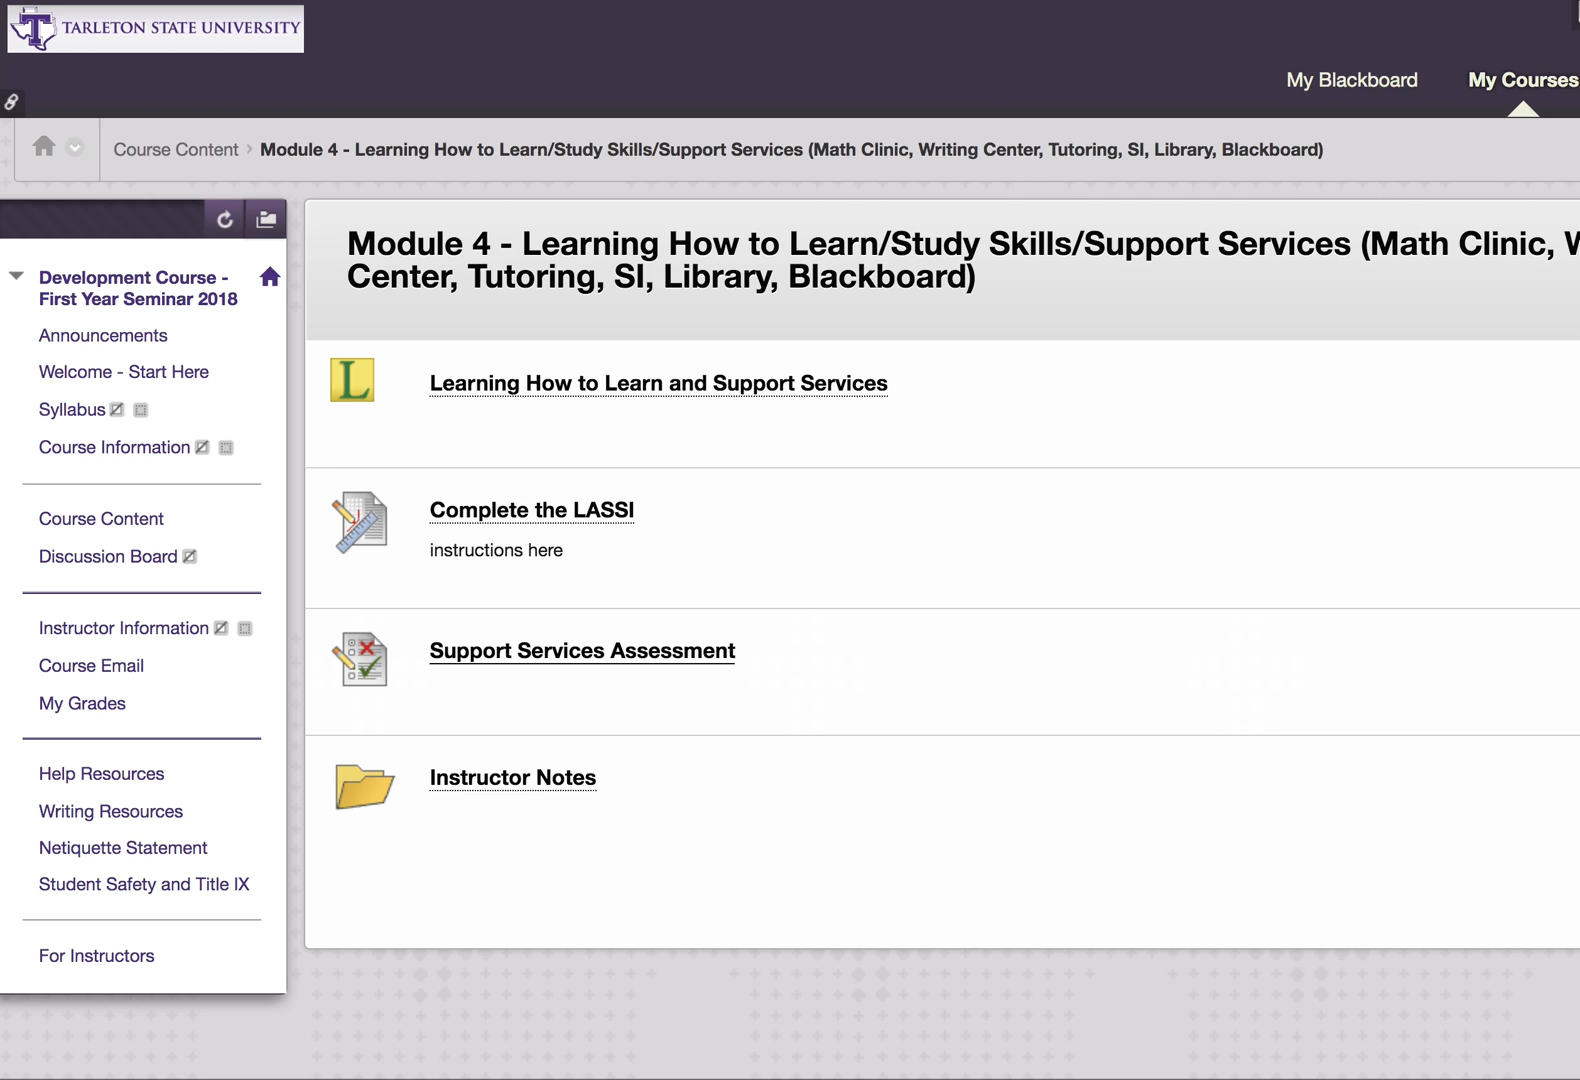 TARLETON STATE UNIVERSITY
My Blackboard
My Courses
Course Content > Module 4 - Learning How to Learn/Study Skills/Support Services (Math Clinic, Writing Center, Tutoring, SI, Library, Blackboard)
Development Course -
First Year Seminar 2018
Announcements
Welcome - Start Here
Syllabus
Course Information
Course Content
Discussion Board
Instructor Information
Course Email
My Grades
Help Resources
Writing Resources
Netiquette Statement
Student Safety and Title IX
For Instructors
Module 4 - Learning How to Learn/Study Skills/Support Services (Math Clinic,
Center, Tutoring, SI, Library, Blackboard)
L
Learning How to Learn and Support Services
Complete the LASSI
instructions here
Support Services Assessment
Instructor Notes